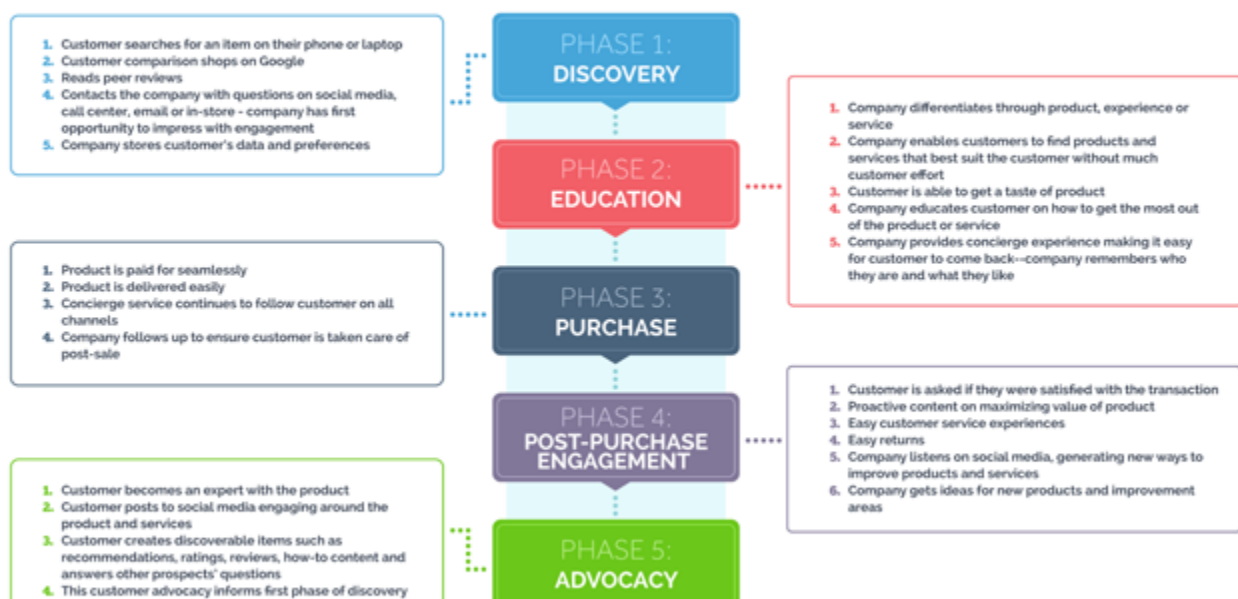 PHASE 1:
DISCOVERY
1. Customer searches for an item on their phone or laptop
2. Customer comparison shops on Google
3. Reads peer reviews
4. Contacts the company with questions on social media,
call center, email or in-store - company has first
opportunity to impress with engagement
5. Company stores customer's data and preferences
PHASE 2:
EDUCATION
1. Company differentiates through product, experience or
service
2. Company enables customers to find products and
services that best suit the customer without much
customer effort
3. Customer is able to get a taste of product
4. Company educates customer on how to get the most out
of the product or service
5. Company provides concierge experience making it easy
for customer to come back--company remembers who
they are and what they like
PHASE 3:
PURCHASE
1. Product is paid for seamlessly
2. Product is delivered easily
3. Concierge service continues to follow customer on all
channels
4. Company follows up to ensure customer is taken care of
post-sale
PHASE 4:
POST-PURCHASE
ENGAGEMENT
1. Customer is asked if they were satisfied with the transaction
2. Proactive content on maximizing value of product
3. Easy customer service experiences
4. Easy returns
5. Company listens on social media, generating new ways to
improve products and services
6. Company gets ideas for new products and improvement
areas
PHASE 5:
ADVOCACY
1. Customer becomes an expert with the product
2. Customer posts to social media engaging around the
product and services
3. Customer creates discoverable items such as
recommendations, ratings, reviews, how-to content and
answers other prospects' questions
4. This customer advocacy informs first phase of discovery